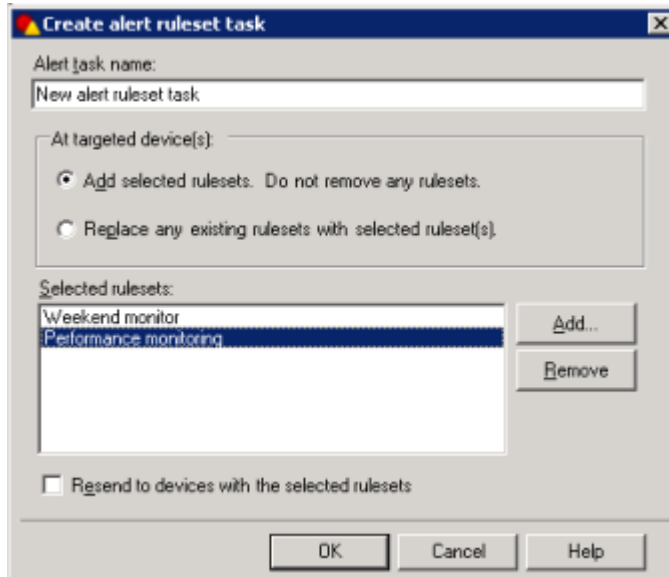 Create alert ruleset task
Alert task name:
New alert ruleset task
At targeted device(s):
Add selected rulesets. Do not remove any rulesets.
Replace any existing rulesets with selected ruleset(s).
Selected rulesets:
Weekend monitor
Performance monitoring
Add...
Remove
Resend to devices with the selected rulesets
OK
Cancel
Help